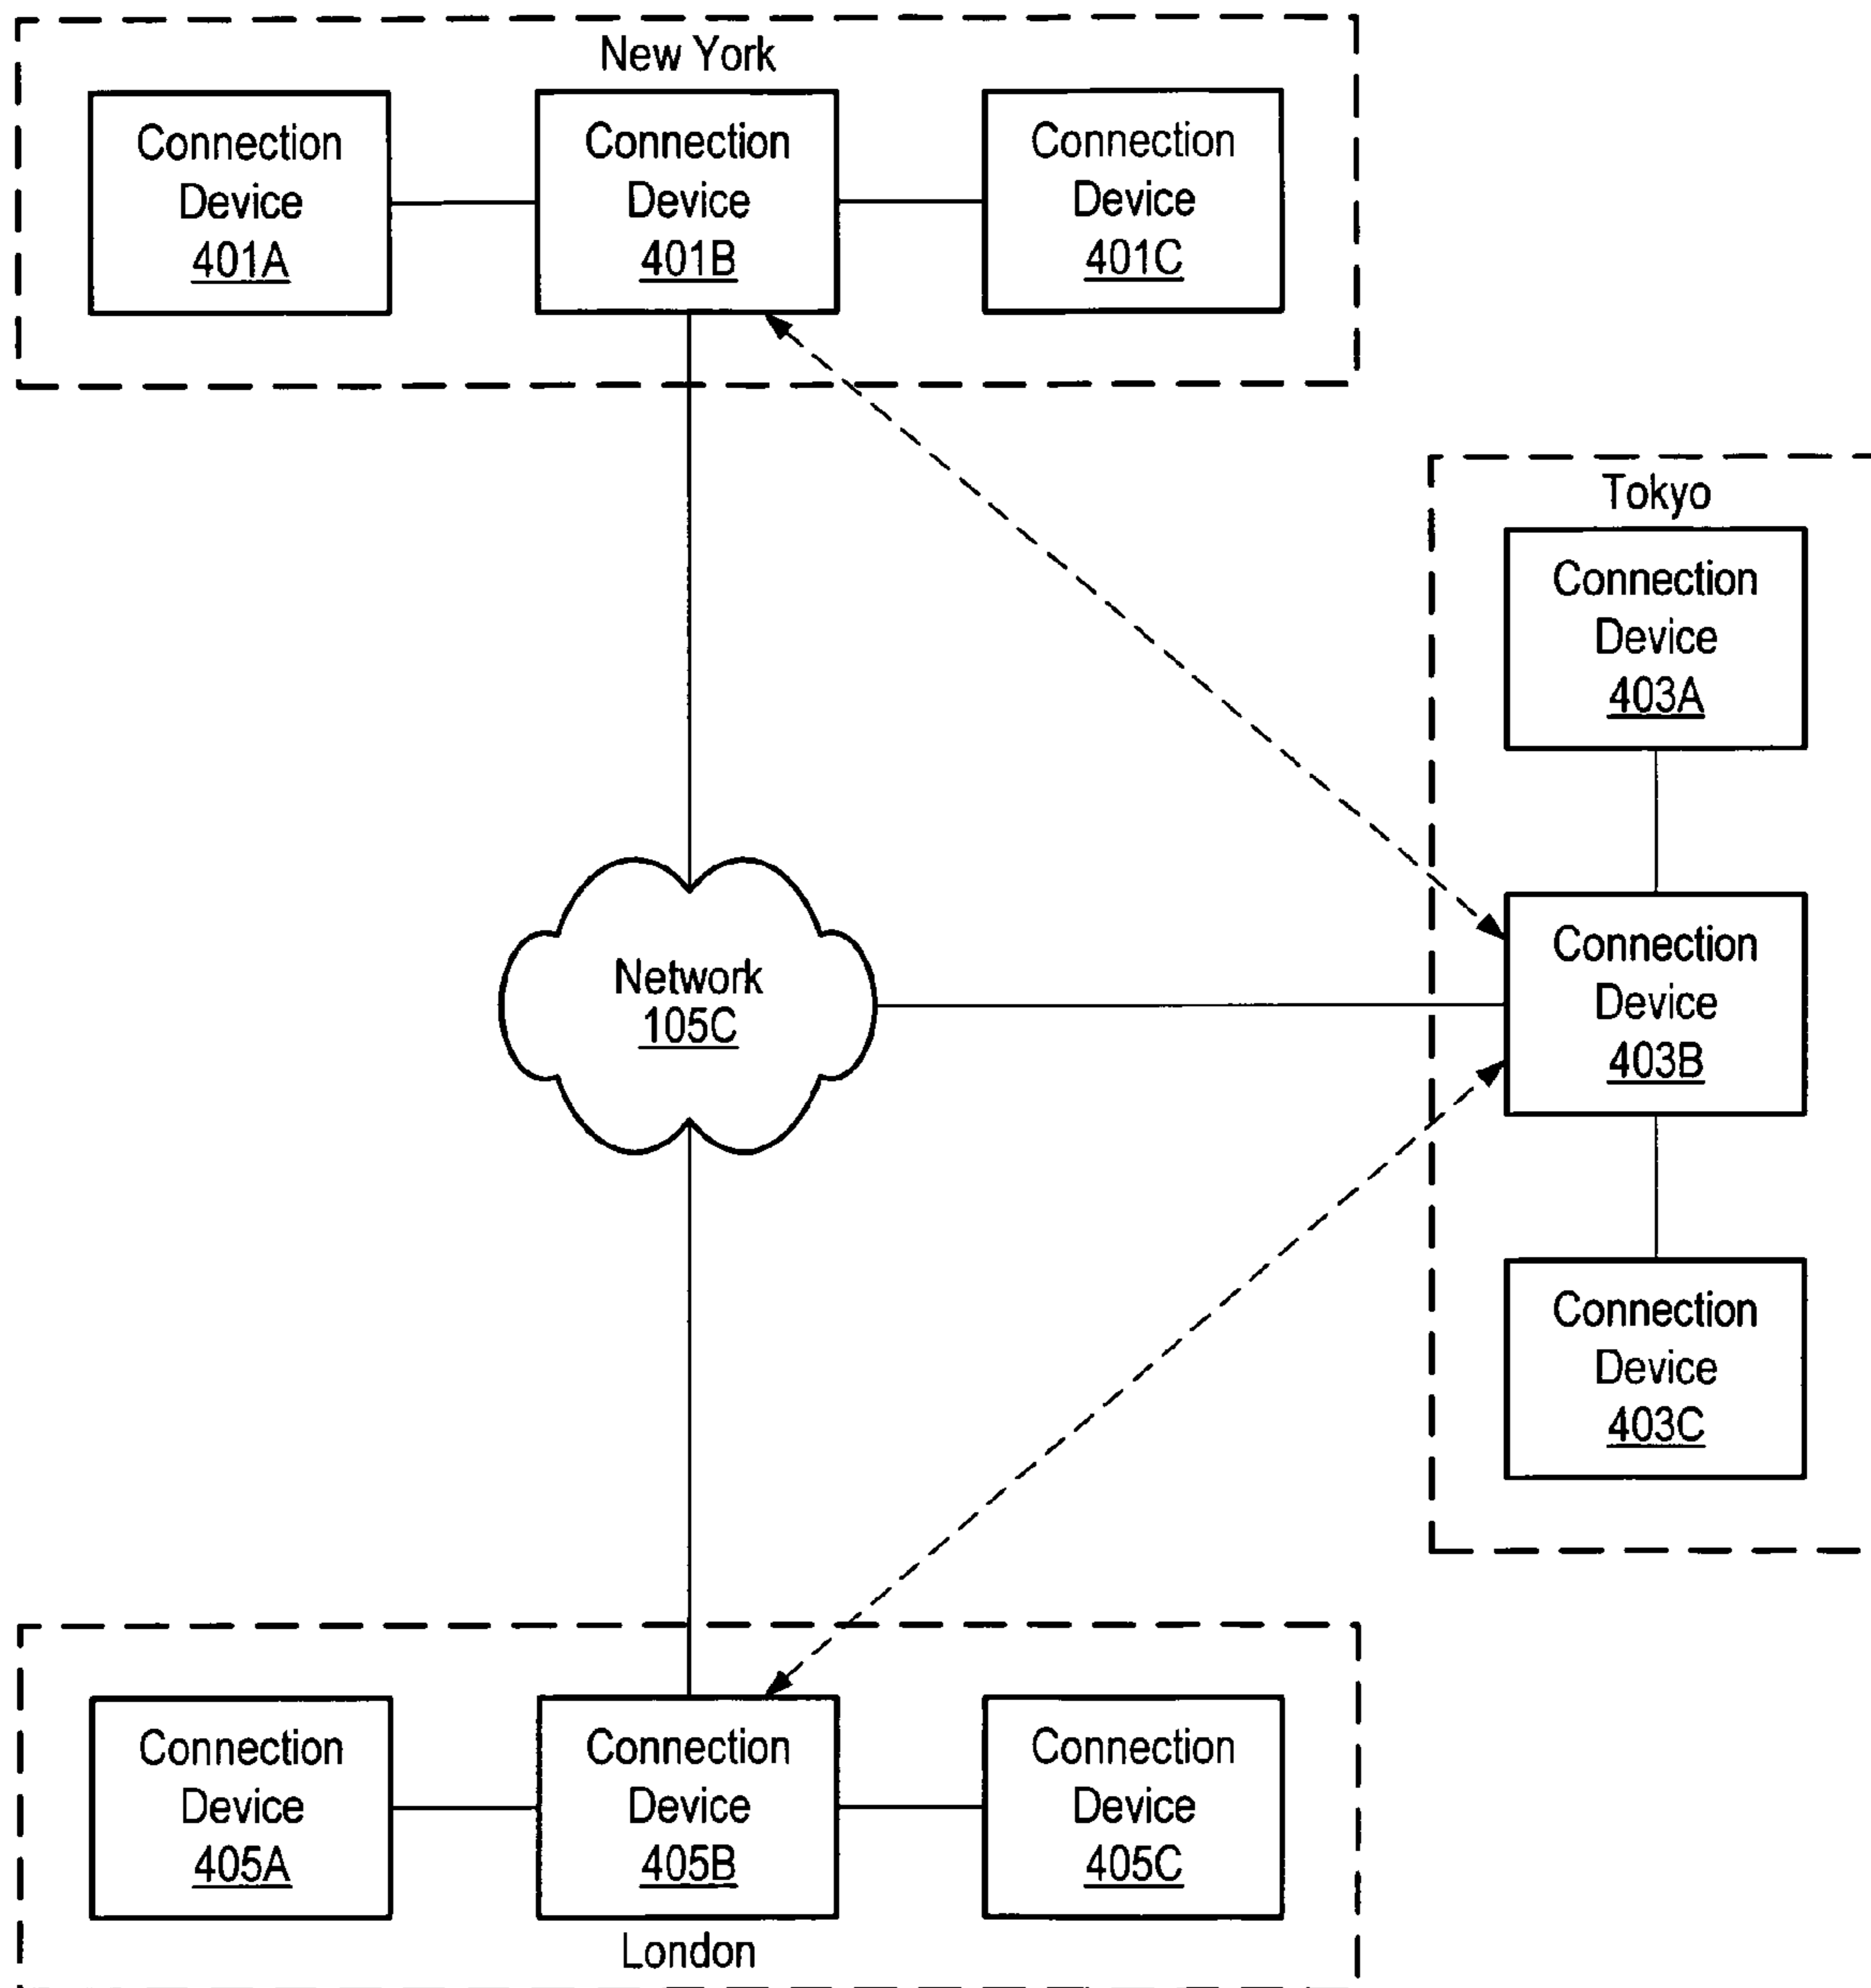 New York
Connection
Device
401A
Connection
Device
401B
Connection
Device
401C
Tokyo
Connection
Device
403A
Connection
Device
403B
Connection
Device
403C
Network
105C
Connection
Device
405A
Connection
Device
405B
Connection
Device
405C
London